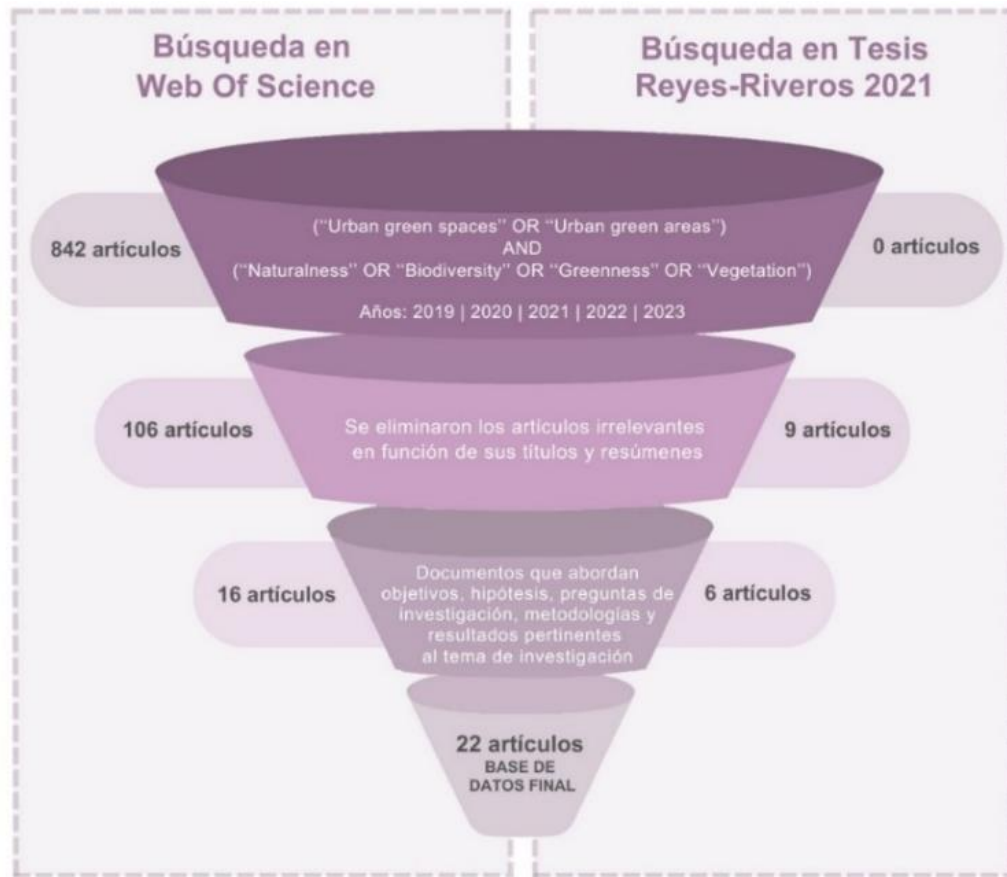 Búsqueda en
Web Of Science
Búsqueda en Tesis
Reyes-Riveros 2021
842 artículos
(“Urban green spaces” OR “Urban green areas”)
AND
(“Naturalness” OR “Biodiversity” OR “Greenness” OR “Vegetation”)
Años: 2019 | 2020 | 2021 | 2022 | 2023
0 artículos
106 artículos
Se eliminaron los artículos irrelevantes
en función de sus títulos y resúmenes
9 artículos
16 artículos
Documentos que abordan
objetivos, hipótesis, preguntas de
investigación, metodologías y
resultados pertinentes
al tema de investigación
6 artículos
22 artículos
BASE DE
DATOS FINAL